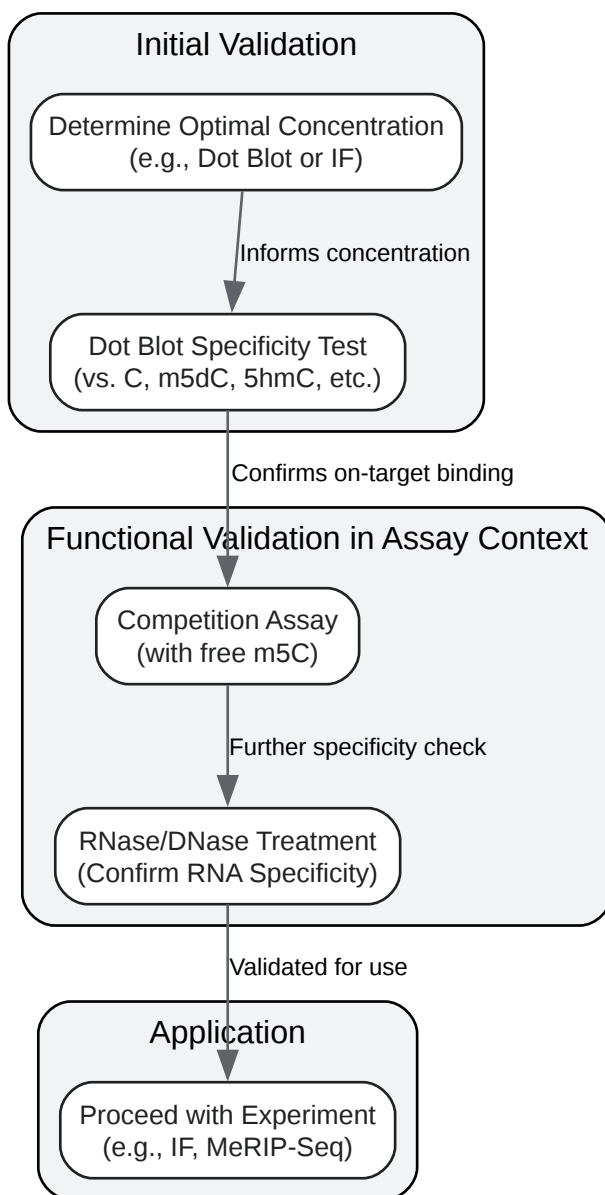 Initial Validation
Determine Optimal Concentration
(e.g., Dot Blot or IF)
Informs concentration
Dot Blot Specificity Test
(vs. C, m5dC, 5hmC, etc.)
Confirms on-target binding
Functional Validation in Assay Context
Competition Assay
(with free m5C)
Further specificity check
RNase/DNase Treatment
(Confirm RNA Specificity)
Validated for use
Application
Proceed with Experiment
(e.g., IF, MeRIP-Seq)